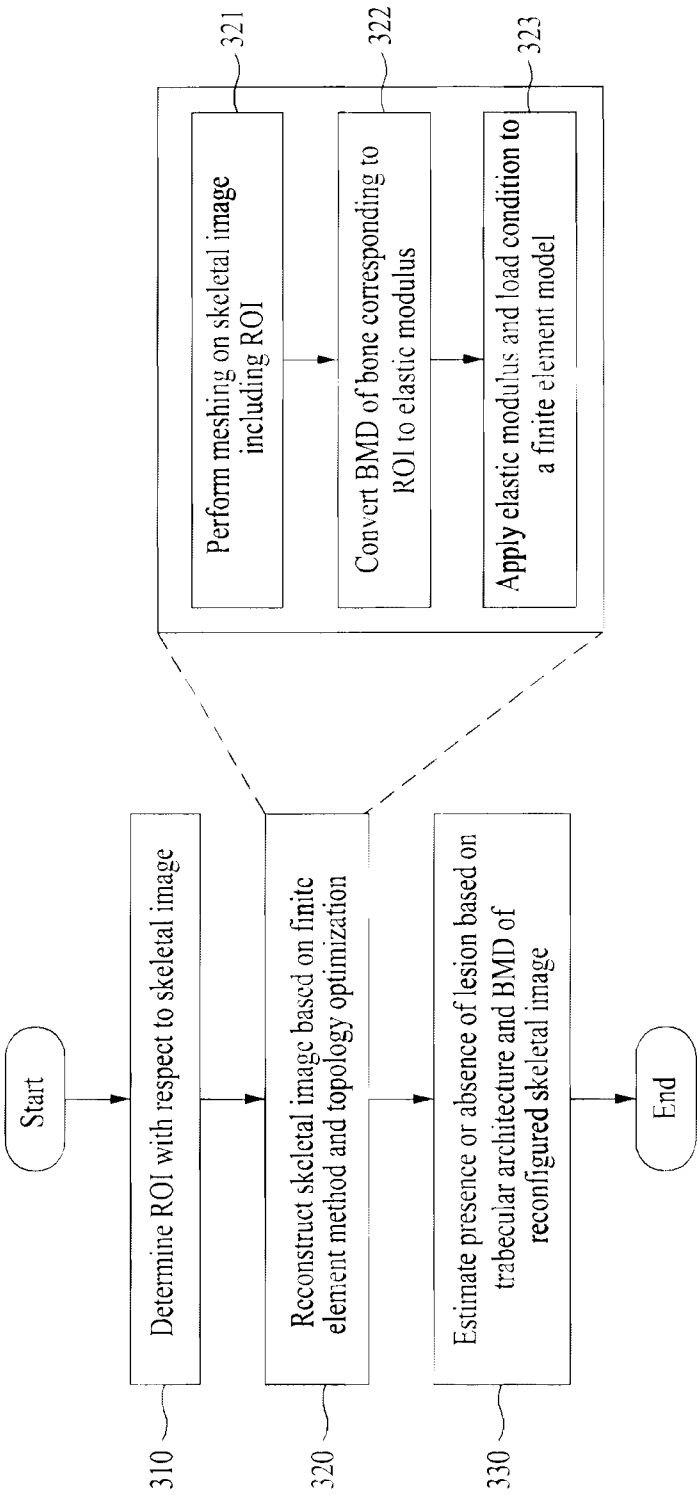 Start
310
Determine ROI with respect to skeletal image
320
Reconstruct skeletal image based on finite
element method and topology optimization
330
Estimate presence or absence of lesion based on
trabecular architecture and BMD of
reconfigured skeletal image
End
321
Perform meshing on skeletal image
including ROI
322
Convert BMD of bone corresponding to
ROI to elastic modulus
323
Apply elastic modulus and load condition to
a finite element model